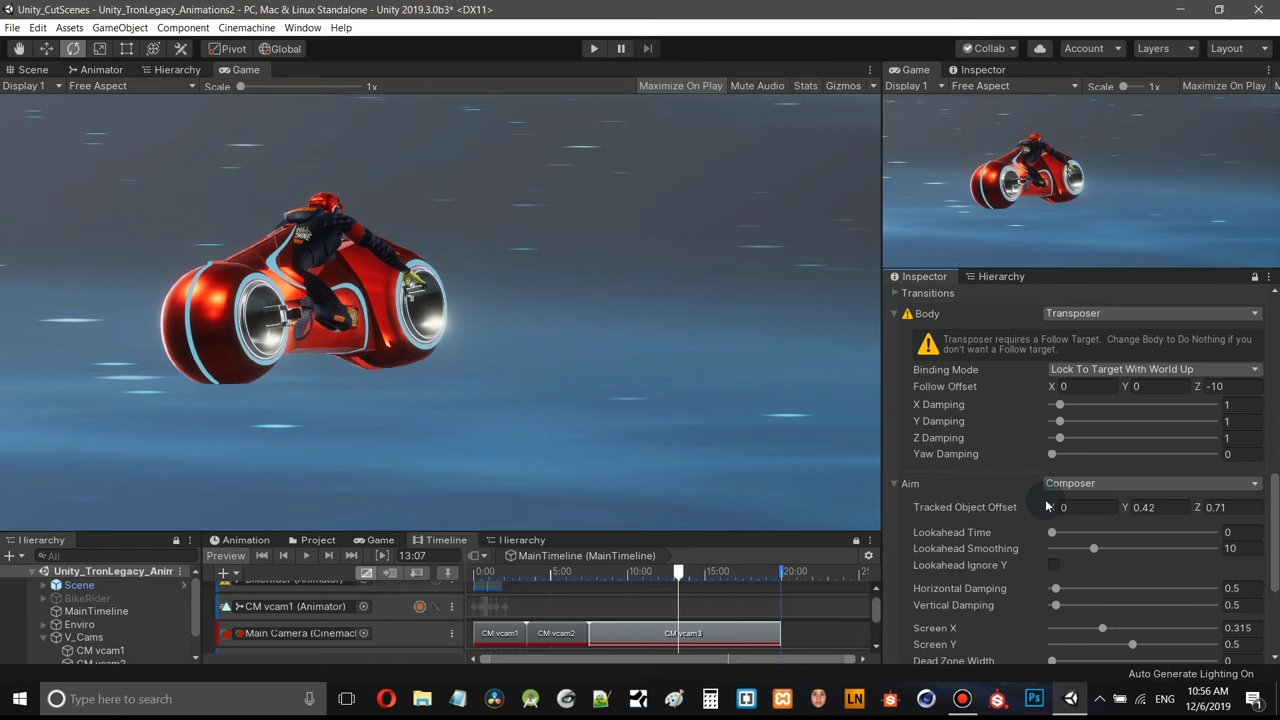 Unity_CutScenes - Unity_TronLegacy_Animations2 - PC, Mac & Linux Standalone - Unity 2019.3.0b3* <DX11>
File Edit Assets GameObject Component Cinemachine Window Help
Pivot Global Collab Account Layers Layout
Scene Animator Hierarchy Game Game Inspector
Display 1 Free Aspect Scale 1x Maximize On Play Mute Audio Stats Gizmos Display 1 Free Aspect Scale 1x Maximize On Play
Inspector Hierarchy
Transitions
Body Transposer
Transposer requires a Follow Target. Change Body to Do Nothing if you
don't want a Follow target.
Binding Mode Lock To Target With World Up
Follow Offset X 0 Y 0 Z -10
X Damping 1
Y Damping 1
Z Damping 1
Yaw Damping 0
Aim Composer
Tracked Object Offset X 0 Y 0.42 Z 0.71
Lookahead Time 0
Lookahead Smoothing 10
Lookahead Ignore Y
Horizontal Damping 0.5
Vertical Damping 0.5
Screen X 0.315
Screen Y 0.5
Dead Zone Width 0
Hierarchy Animation Project Game Timeline Hierarchy
All Preview 13:07 MainTimeline (MainTimeline)
Unity_TronLegacy_Anim 0:00 5:00 10:00 15:00 20:00
Scene
BikeRider
MainTimeline
Enviro
V_Cams
CM vcam1
CM vcam2
BikeRider (Animator)
CM vcam1 (Animator)
Main Camera (Cinemacl CM vcam1 CM vcam2 CM vcam3
Auto Generate Lighting On
Type here to search LN Ps ENG 10:56 AM
12/6/2019